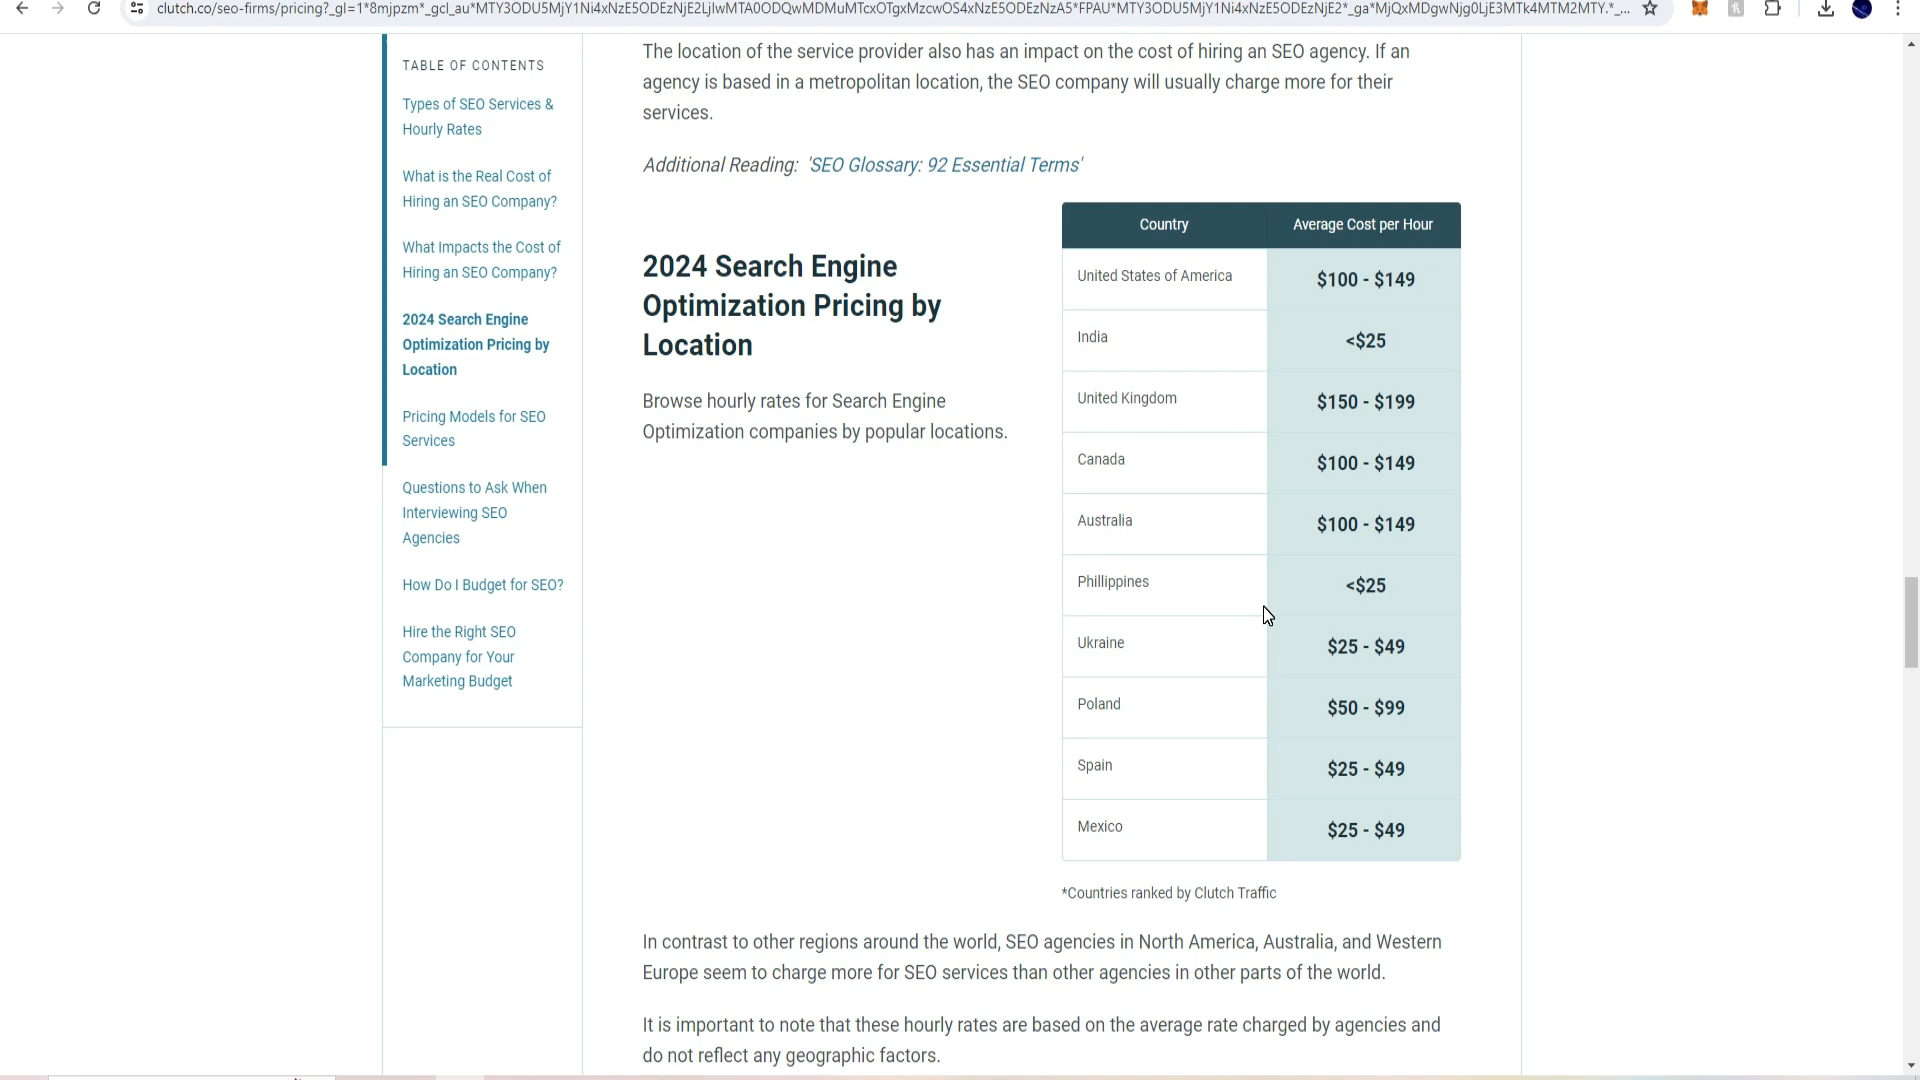 clutch.co/seo-firms/pricing?_gl=1*8mjpzm*_gcl_au*MTY3ODU5MjY1Ni4xNzE5ODEzNjE2LjIwMTA0ODQwMDMuMTcxOTgxMzcwOS4xNzE5ODEzNzA5*FPAU*MTY3ODU5MjY1Ni4xNzE5ODEzNjE2*_ga*MjQxMDgwNjg0LjE3MTk4MTM2MTY.*_...
TABLE OF CONTENTS
Types of SEO Services &
Hourly Rates
What is the Real Cost of
Hiring an SEO Company?
What Impacts the Cost of
Hiring an SEO Company?
2024 Search Engine
Optimization Pricing by
Location
Pricing Models for SEO
Services
Questions to Ask When
Interviewing SEO
Agencies
How Do I Budget for SEO?
Hire the Right SEO
Company for Your
Marketing Budget
The location of the service provider also has an impact on the cost of hiring an SEO agency. If an
agency is based in a metropolitan location, the SEO company will usually charge more for their
services.
Additional Reading: 'SEO Glossary: 92 Essential Terms'
2024 Search Engine
Optimization Pricing by
Location
Browse hourly rates for Search Engine
Optimization companies by popular locations.
Country Average Cost per Hour
United States of America $100 - $149
India <$25
United Kingdom $150 - $199
Canada $100 - $149
Australia $100 - $149
Phillippines <$25
Ukraine $25 - $49
Poland $50 - $99
Spain $25 - $49
Mexico $25 - $49
*Countries ranked by Clutch Traffic
In contrast to other regions around the world, SEO agencies in North America, Australia, and Western
Europe seem to charge more for SEO services than other agencies in other parts of the world.
It is important to note that these hourly rates are based on the average rate charged by agencies and
do not reflect any geographic factors.